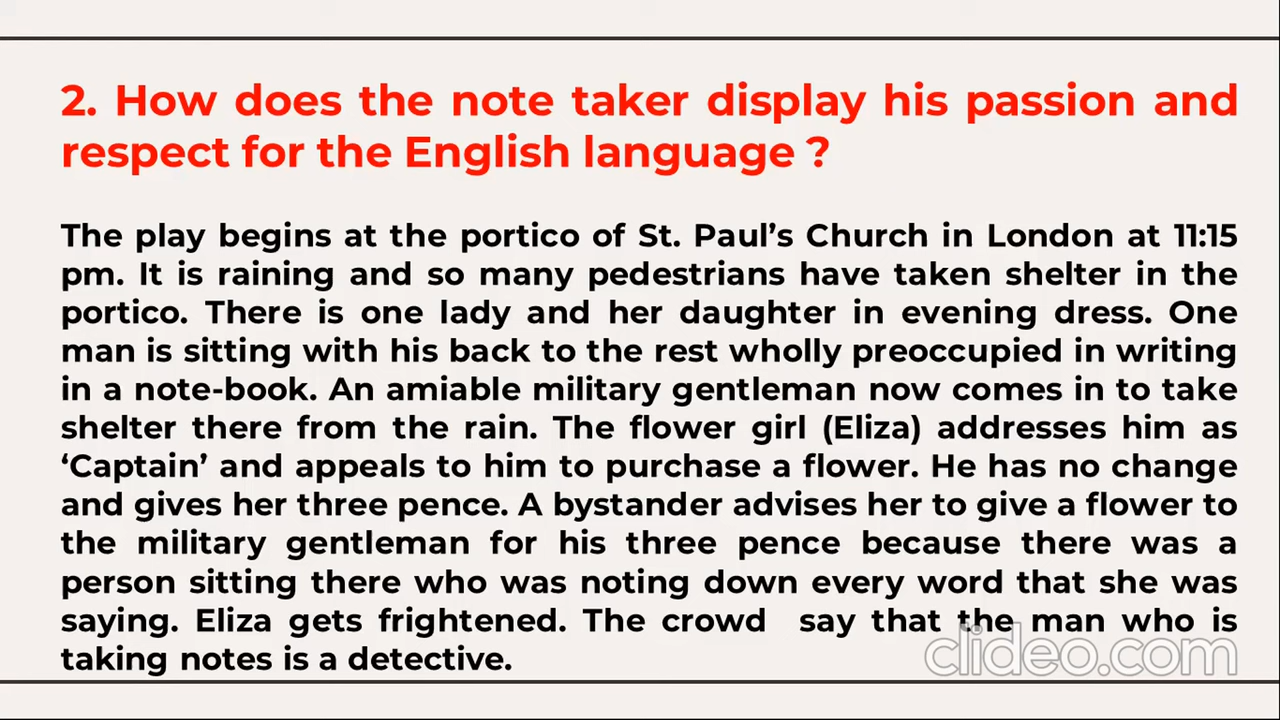 2. How does the note taker display his passion and
respect for the English language ?
The play begins at the portico of St. Paul’s Church in London at 11:15
pm. It is raining and so many pedestrians have taken shelter in the
portico. There is one lady and her daughter in evening dress. One
man is sitting with his back to the rest wholly preoccupied in writing
in a note-book. An amiable military gentleman now comes in to take
shelter there from the rain. The flower girl (Eliza) addresses him as
‘Captain’ and appeals to him to purchase a flower. He has no change
and gives her three pence. A bystander advises her to give a flower to
the military gentleman for his three pence because there was a
person sitting there who was noting down every word that she was
saying. Eliza gets frightened. The crowd say that the man who is
taking notes is a detective.
clideo.com